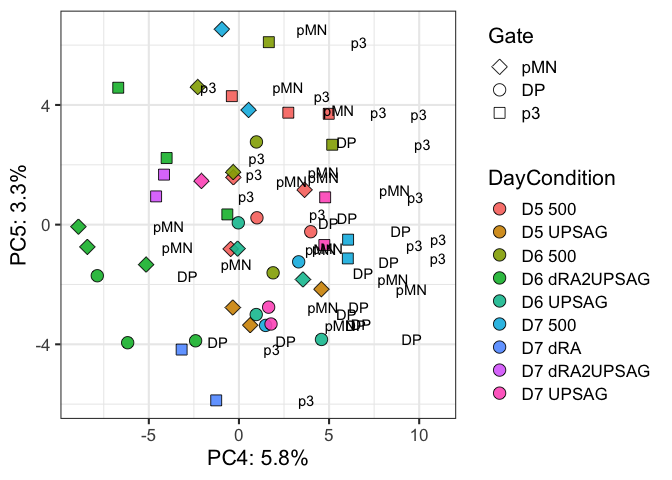 pMN
p3
p3
pMN
p3
pMN
p3
p3
DP
p3
p3
p3
pMN
pMN
pMN
pMN
p3
p3
p3
DP
DP
pMN
p3
p3
pMN
pMN
p3
DP
pMN
DP
DP
pMN
pMN
pMN
DP
DP
pMN
DP
DP
DP
DP
p3
p3
4
0
-4
PC5: 3.3%
-5
0
5
10
PC4: 5.8%
Gate
pMN
DP
p3
DayCondition
D5 500
D5 UPSAG
D6 500
D6 dRA2UPSAG
D6 UPSAG
D7 500
D7 dRA
D7 dRA2UPSAG
D7 UPSAG